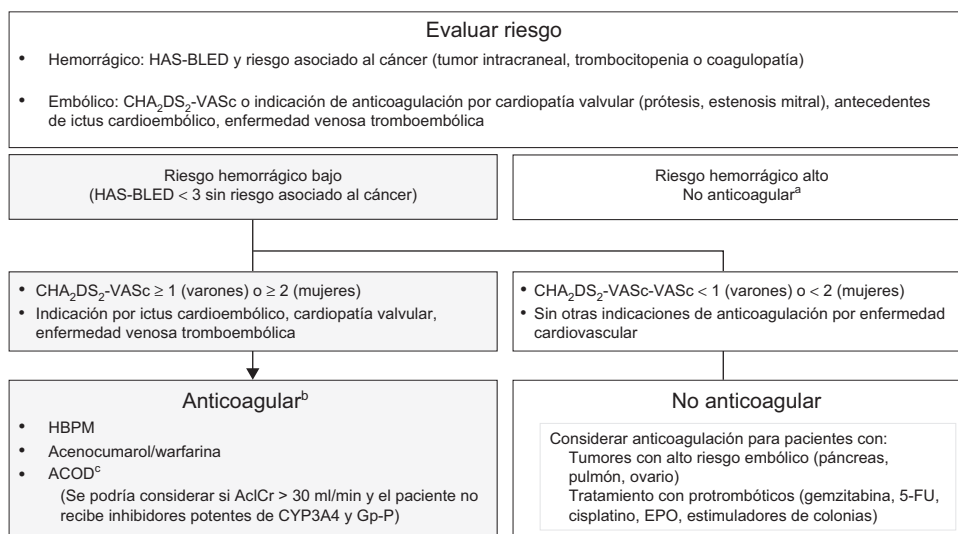 Evaluar riesgo
• Hemorrágico: HAS-BLED y riesgo asociado al cáncer (tumor intracraneal, trombocitopenia o coagulopatía)
• Embólico: CHA₂DS₂-VASc o indicación de anticoagulación por cardiopatía valvular (prótesis, estenosis mitral), antecedentes
de ictus cardioembólico, enfermedad venosa tromboembólica
Riesgo hemorrágico bajo
(HAS-BLED < 3 sin riesgo asociado al cáncer)
Riesgo hemorrágico alto
No anticoagularᵃ
• CHA₂DS₂-VASc ≥ 1 (varones) o ≥ 2 (mujeres)
• Indicación por ictus cardioembólico, cardiopatía valvular,
enfermedad venosa tromboembólica
• CHA₂DS₂-VASc-VASc < 1 (varones) o < 2 (mujeres)
• Sin otras indicaciones de anticoagulación por enfermedad
cardiovascular
Anticoagularᵇ
• HBPM
• Acenocumarol/warfarina
• ACODᶜ
(Se podría considerar si AclCr > 30 ml/min y el paciente no
recibe inhibidores potentes de CYP3A4 y Gp-P)
No anticoagular
Considerar anticoagulación para pacientes con:
Tumores con alto riesgo embólico (páncreas,
pulmón, ovario)
Tratamiento con protrombóticos (gemzitabina, 5-FU,
cisplatino, EPO, estimuladores de colonias)